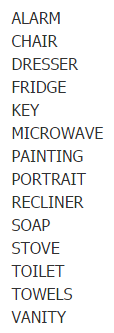 ALARM
CHAIR
DRESSER
FRIDGE
KEY
MICROWAVE
PAINTING
PORTRAIT
RECLINER
SOAP
STOVE
TOILET
TOWELS
VANITY